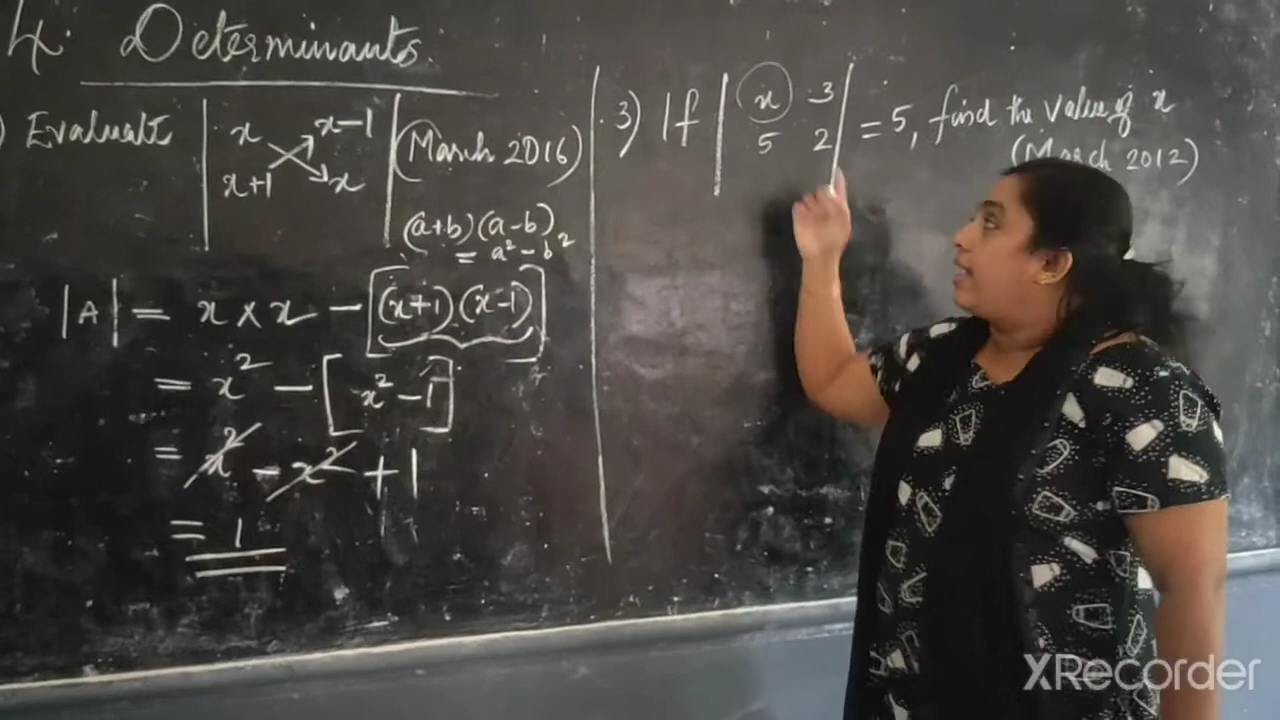 4. Determinants
) Evaluate | x x-1 | (March 2016)
| x+1 x |
(a+b)(a-b)
= a² - b²
|A| = x × x - [(x+1)(x-1)]
= x² - [x² - 1]
= x² - x² + 1
= 1
3) If | x 3 | = 5, find the value of x
| 5 2 | (March 2012)
XRecorder